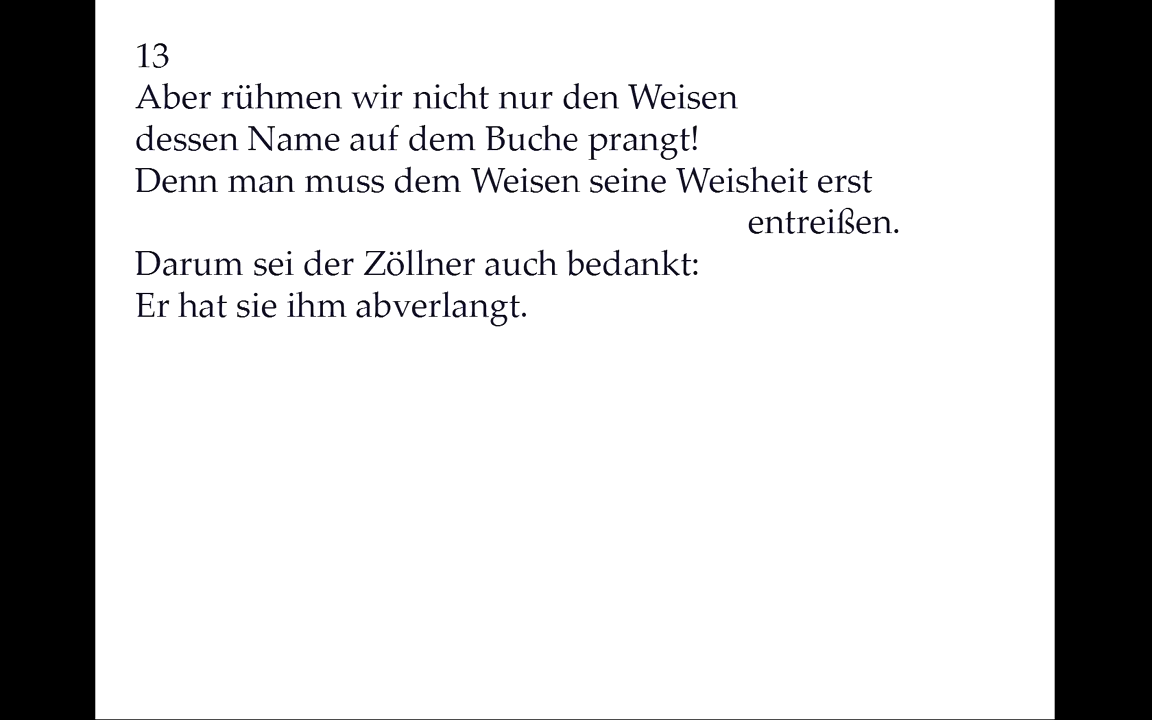 13
Aber rühmen wir nicht nur den Weisen
dessen Name auf dem Buche prangt!
Denn man muss dem Weisen seine Weisheit erst
entreißen.
Darum sei der Zöllner auch bedankt:
Er hat sie ihm abverlangt.